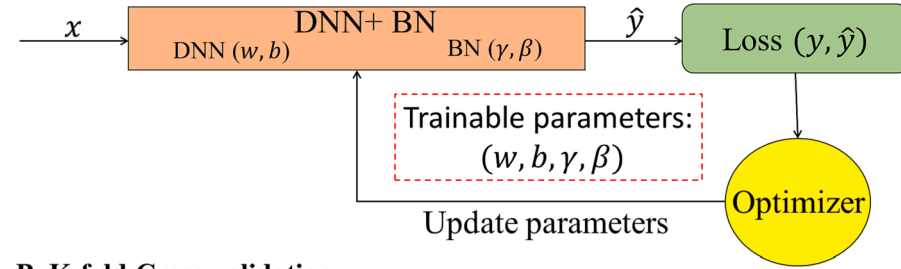 x
DNN+ BN
DNN (w, b)
BN (γ, β)
ŷ
Loss (y, ŷ)
Trainable parameters:
(w, b, γ, β)
Optimizer
Update parameters